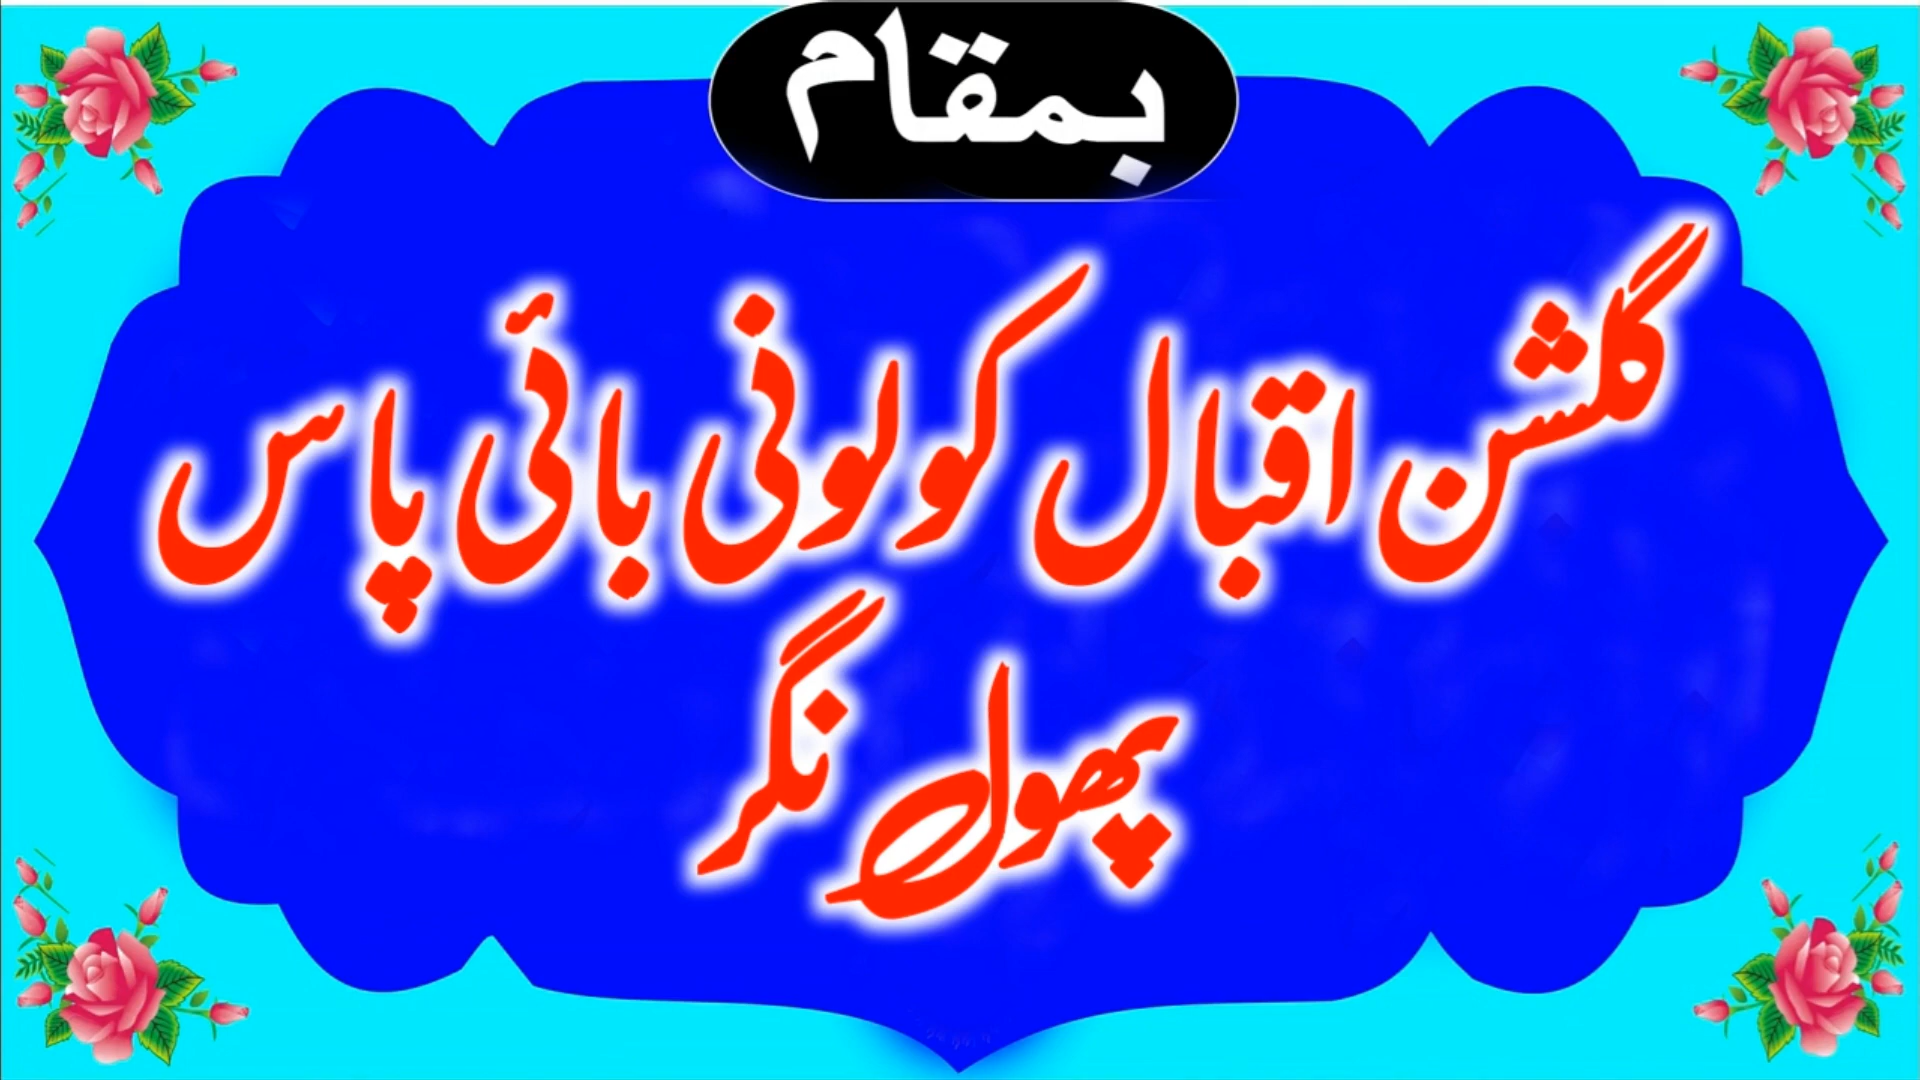 بمقام
گلشن اقبال کولونی بائی پاس
پھول نگر